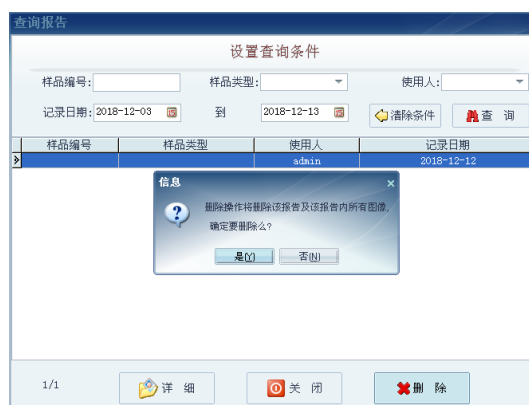 查询报告
设置查询条件
样品编号: 样品类型: 使用人:
记录日期: 2018-12-03 到 2018-12-13 清除条件 查 询
样品编号 样品类型 使用人 记录日期
admin 2018-12-12
信息
删除操作将删除该报告及该报告内所有图像,
确定要删除么?
是(Y) 否(N)
1/1 详 细 关 闭 删 除